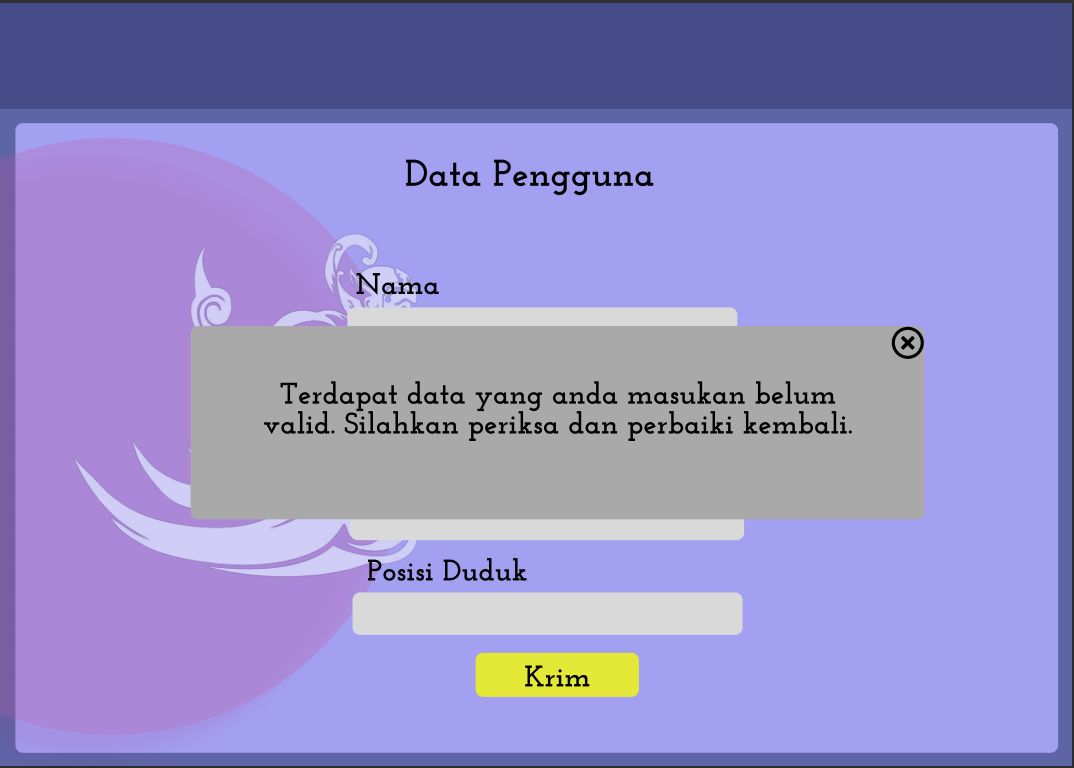 Data Pengguna
Nama
Terdapat data yang anda masukan belum
valid. Silahkan periksa dan perbaiki kembali.
Posisi Duduk
Krim